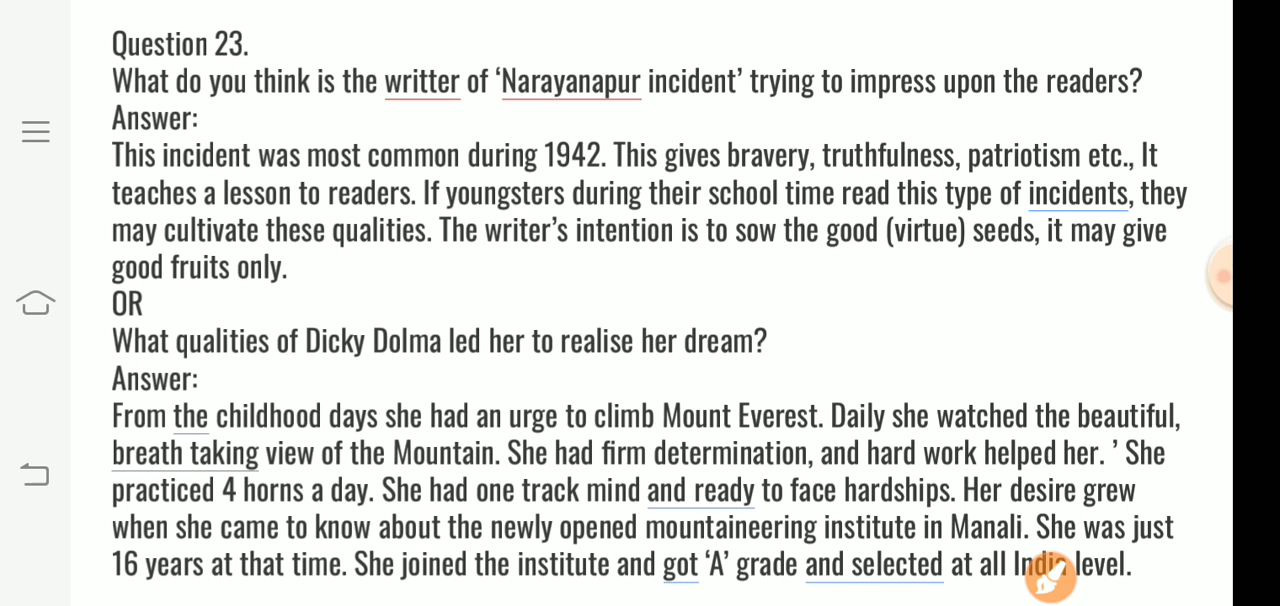 Question 23.
What do you think is the writter of ‘Narayanapur incident’ trying to impress upon the readers?
Answer:
This incident was most common during 1942. This gives bravery, truthfulness, patriotism etc., It
teaches a lesson to readers. If youngsters during their school time read this type of incidents, they
may cultivate these qualities. The writer’s intention is to sow the good (virtue) seeds, it may give
good fruits only.
OR
What qualities of Dicky Dolma led her to realise her dream?
Answer:
From the childhood days she had an urge to climb Mount Everest. Daily she watched the beautiful,
breath taking view of the Mountain. She had firm determination, and hard work helped her. ’ She
practiced 4 horns a day. She had one track mind and ready to face hardships. Her desire grew
when she came to know about the newly opened mountaineering institute in Manali. She was just
16 years at that time. She joined the institute and got ‘A’ grade and selected at all India level.